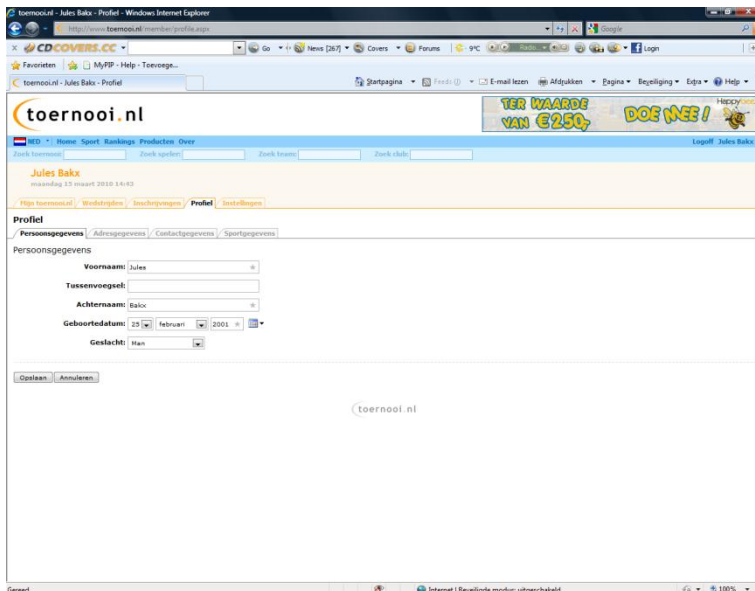 toernooi.nl - Jules Bakx - Profiel - Windows Internet Explorer
http://www.toernooi.nl/member/profile.aspx
Google
CDCOVERS.CC Go News [267] Covers Forums 9°C Radio Login
Favorieten MyPIP - Help - Toevoege...
toernooi.nl - Jules Bakx - Profiel
Startpagina Feeds () E-mail lezen Afdrukken Pagina Beveiliging Extra Help
toernooi.nl
TER WAARDE VAN €250,- DOE MEE!
NED Home Sport Rankings Producten Over Logoff Jules Bakx
Zoek toernooi: Zoek speler: Zoek team: Zoek club:
Jules Bakx
maandag 15 maart 2010 14:43
Mijn toernooi.nl Wedstrijden Inschrijvingen Profiel Instellingen
Profiel
Persoonsgegevens Adresgegevens Contactgegevens Sportgegevens
Persoonsgegevens
Voornaam: Jules
Tussenvoegsel:
Achternaam: Bakx
Geboortedatum: 25 februari 2001
Geslacht: Man
Opslaan Annuleren
toernooi.nl
Gereed Internet | Beveiligde modus: uitgeschakeld 100%